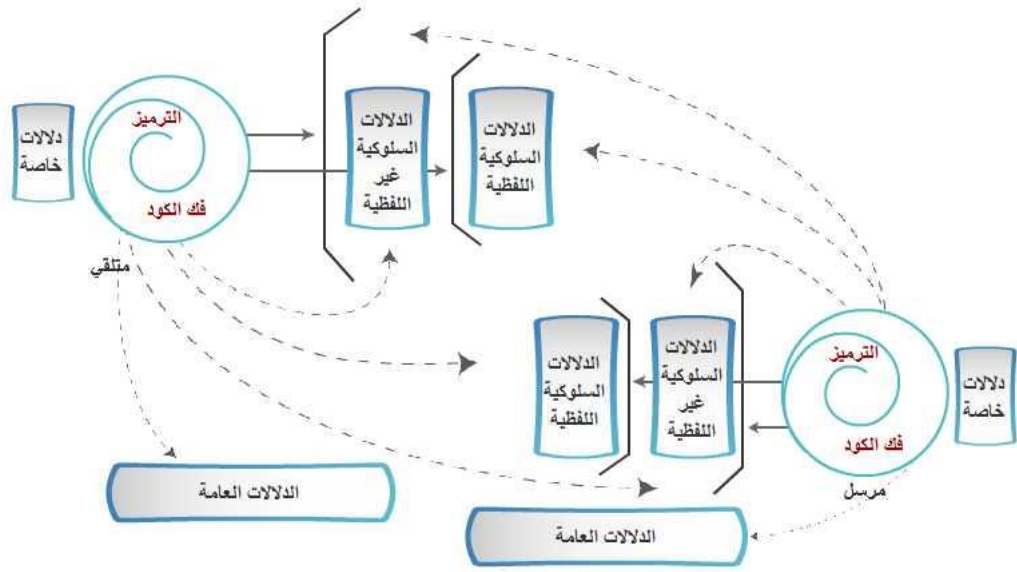 دلالات
خاصة
الترميز
فك الكود
متلقي
الدلالات
السلوكية
غير
اللفظية
الدلالات
السلوكية
اللفظية
الدلالات
السلوكية
اللفظية
الدلالات
السلوكية
غير
اللفظية
الترميز
فك الكود
مرسل
دلالات
خاصة
الدلالات العامة
الدلالات العامة